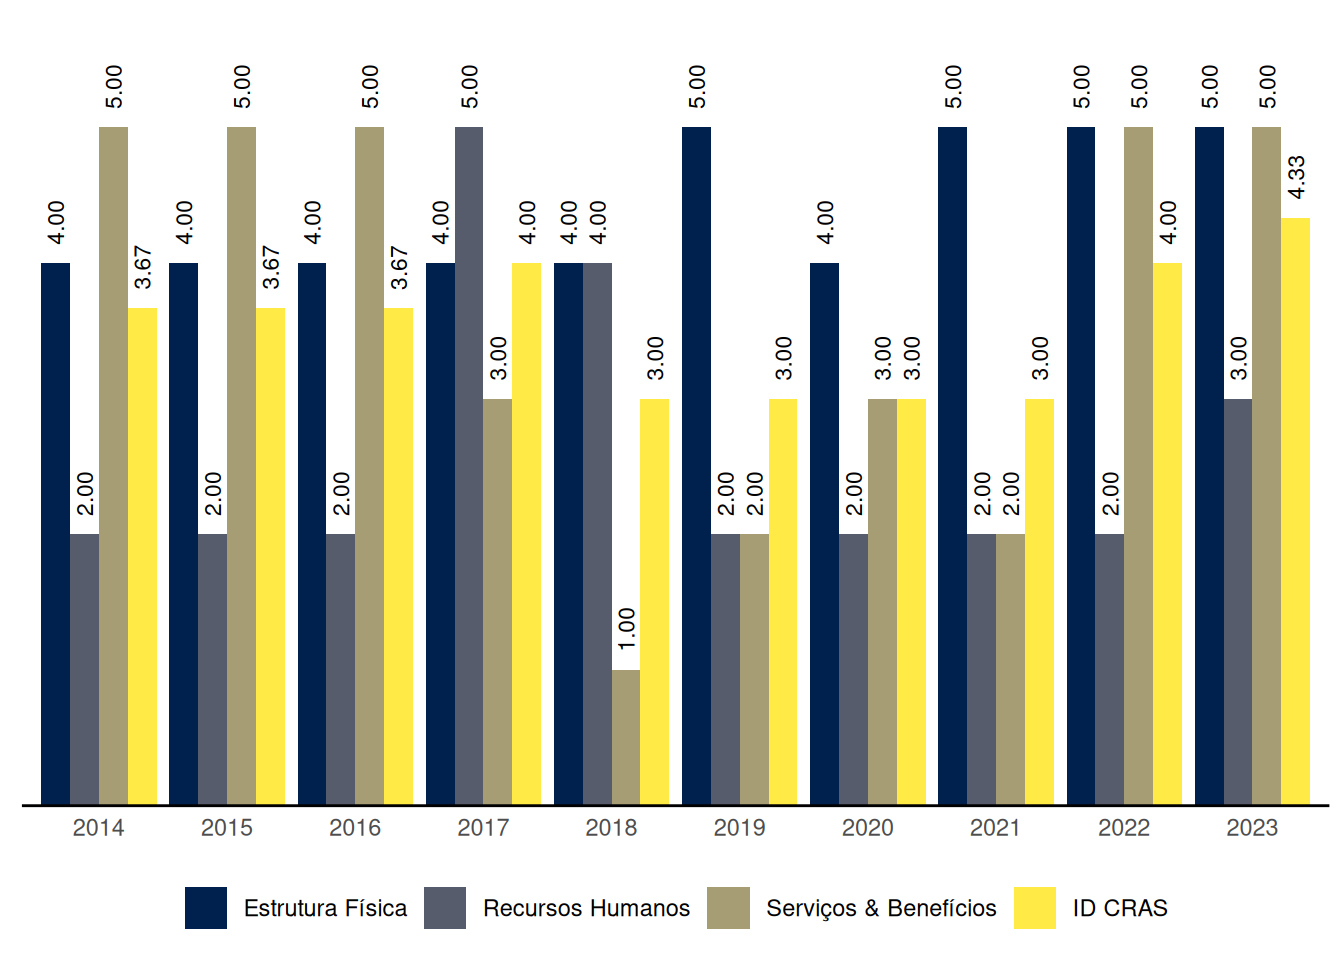 4.00 2.00 5.00 3.67
4.00 2.00 5.00 3.67
4.00 2.00 5.00 3.67
4.00 5.00 3.00 4.00
4.00 4.00 1.00 3.00
5.00 2.00 2.00 3.00
4.00 2.00 3.00 3.00
5.00 2.00 2.00 3.00
5.00 2.00 5.00 4.00
5.00 3.00 5.00 4.33
2014 2015 2016 2017 2018 2019 2020 2021 2022 2023
Estrutura Física Recursos Humanos Serviços & Benefícios ID CRAS